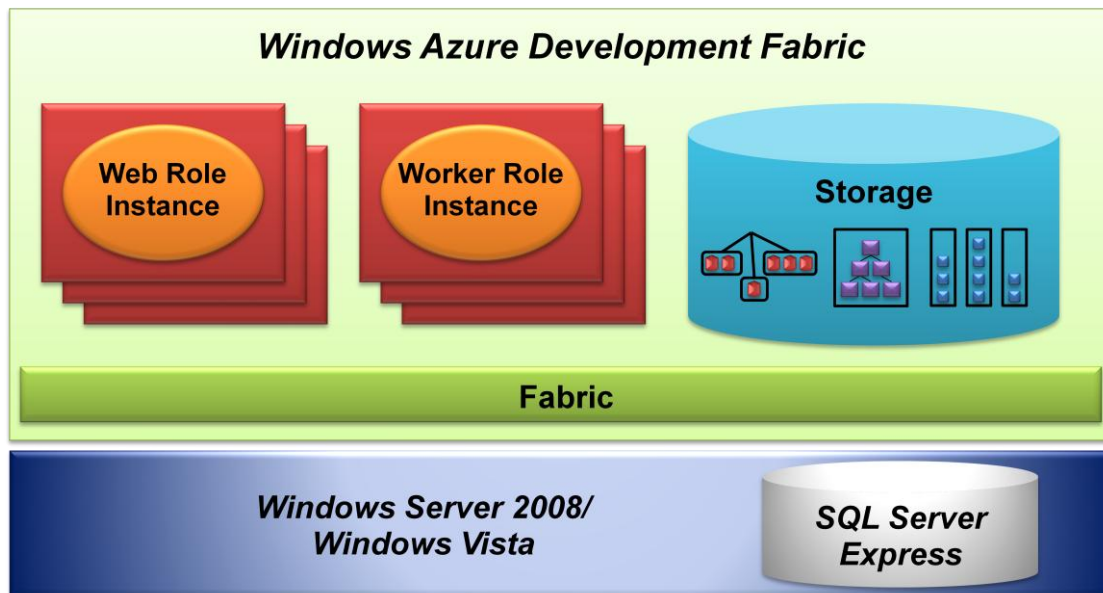 Windows Azure Development Fabric
Web Role
Instance
Worker Role
Instance
Storage
Fabric
Windows Server 2008/
Windows Vista
SQL Server
Express